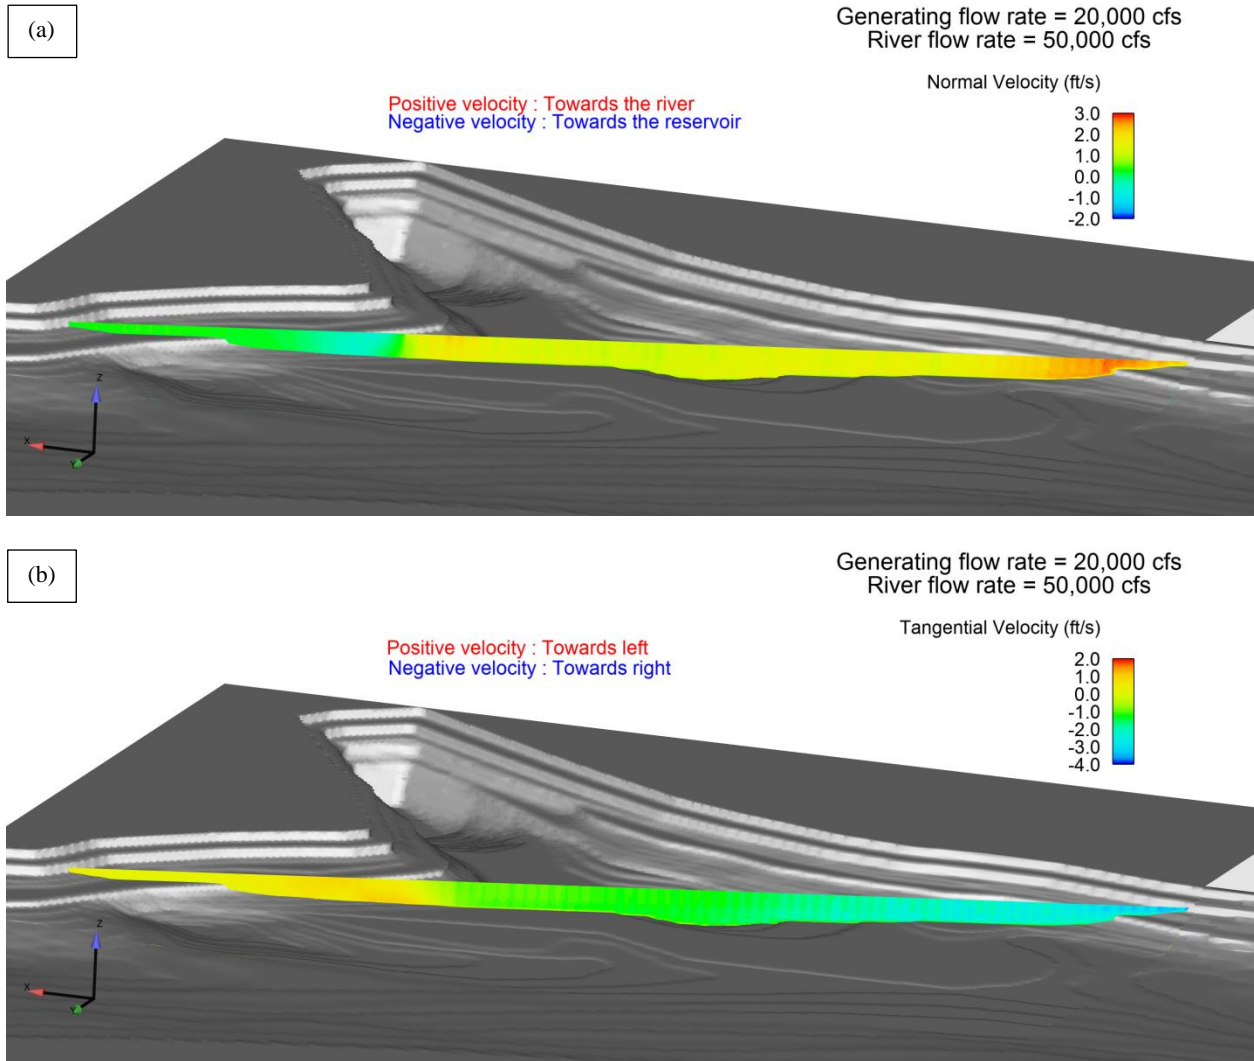 (a)
Generating flow rate = 20,000 cfs
River flow rate = 50,000 cfs
Normal Velocity (ft/s)
Positive velocity : Towards the river
Negative velocity : Towards the reservoir
3.0
2.0
1.0
0.0
-1.0
-2.0
Z
X
Y
(b)
Generating flow rate = 20,000 cfs
River flow rate = 50,000 cfs
Tangential Velocity (ft/s)
Positive velocity : Towards left
Negative velocity : Towards right
2.0
1.0
0.0
-1.0
-2.0
-3.0
-4.0
Z
X
Y